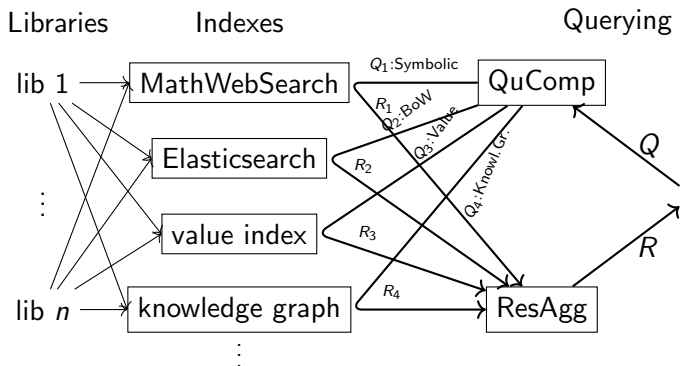 Libraries Indexes Querying
lib 1 MathWebSearch Q₁:Symbolic QuComp
R₁
Q₂:BoW
Q₃:Value
Elasticsearch R₂
Q₄:Knowl.Gr.
Q
⋮
value index R₃
R
lib n knowledge graph R₄ ResAgg
⋮